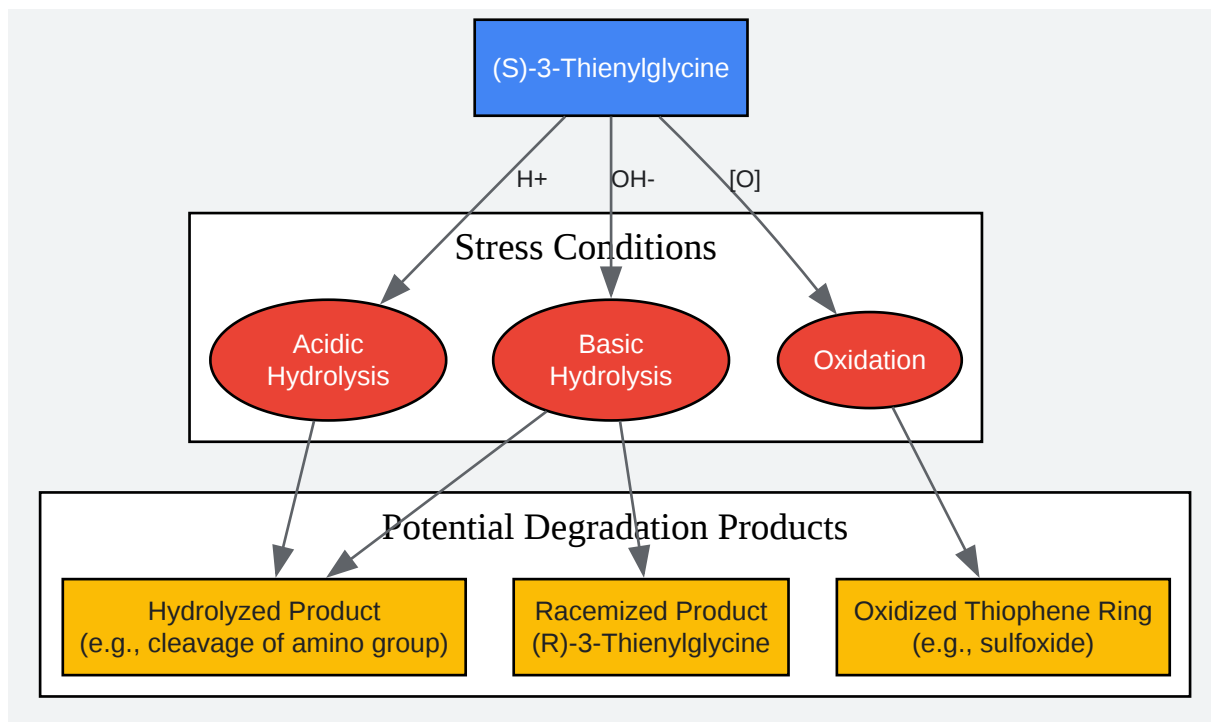 (S)-3-Thienylglycine
H+
OH-
[O]
Stress Conditions
Acidic
Hydrolysis
Basic
Hydrolysis
Oxidation
Potential Degradation Products
Hydrolyzed Product
(e.g., cleavage of amino group)
Racemized Product
(R)-3-Thienylglycine
Oxidized Thiophene Ring
(e.g., sulfoxide)